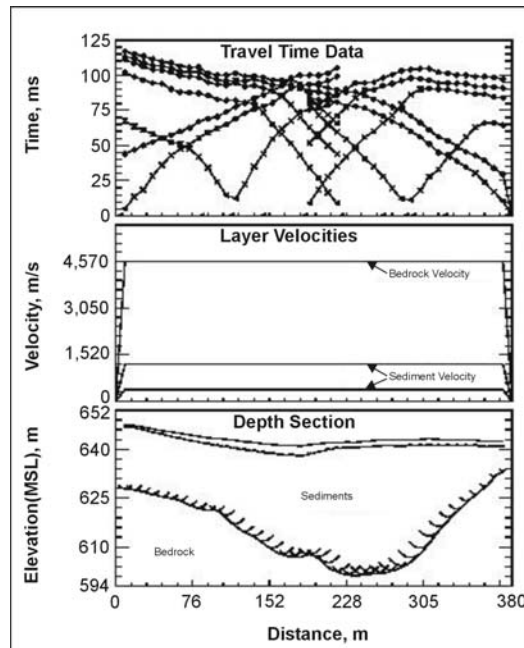 Travel Time Data
Time, ms
125
100
75
50
25
0
Layer Velocities
Velocity, m/s
4,570
3,050
1,520
0
Bedrock Velocity
Sediment Velocity
Depth Section
Elevation(MSL), m
652
640
625
610
594
Sediments
Bedrock
0 76 152 228 305 380
Distance, m